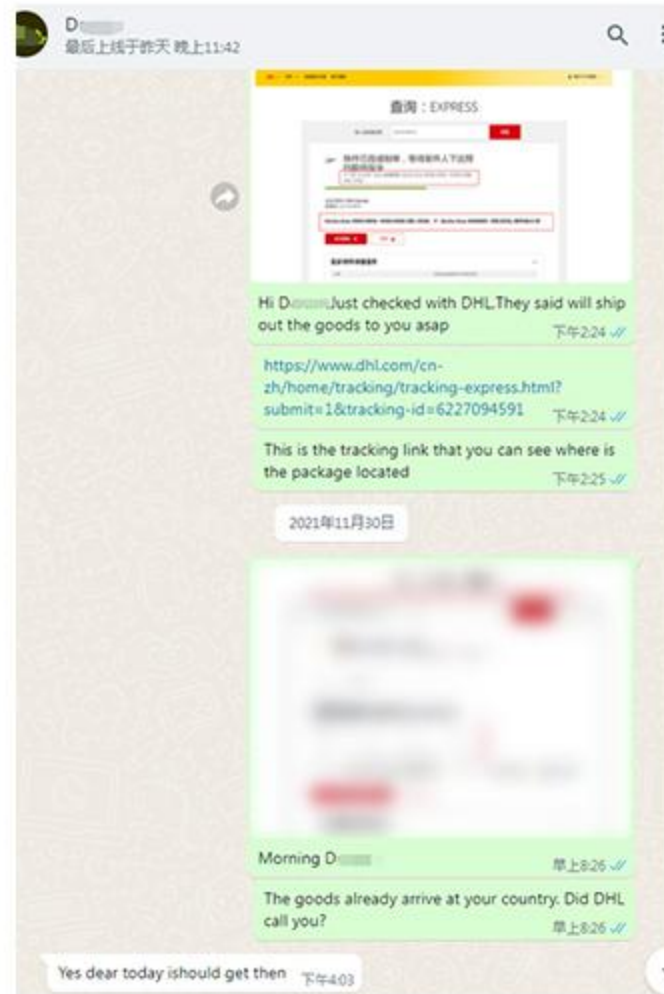 D
最后上线于昨天 晚上11:42
查询：EXPRESS
Hi D Just checked with DHL.They said will ship
out the goods to you asap
下午2:24
https://www.dhl.com/cn-
zh/home/tracking/tracking-express.html?
submit=1&tracking-id=6227094591
下午2:24
This is the tracking link that you can see where is
the package located
下午2:25
2021年11月30日
Morning D
早上8:26
The goods already arrive at your country. Did DHL
call you?
早上8:26
Yes dear today ishould get then
下午4:03